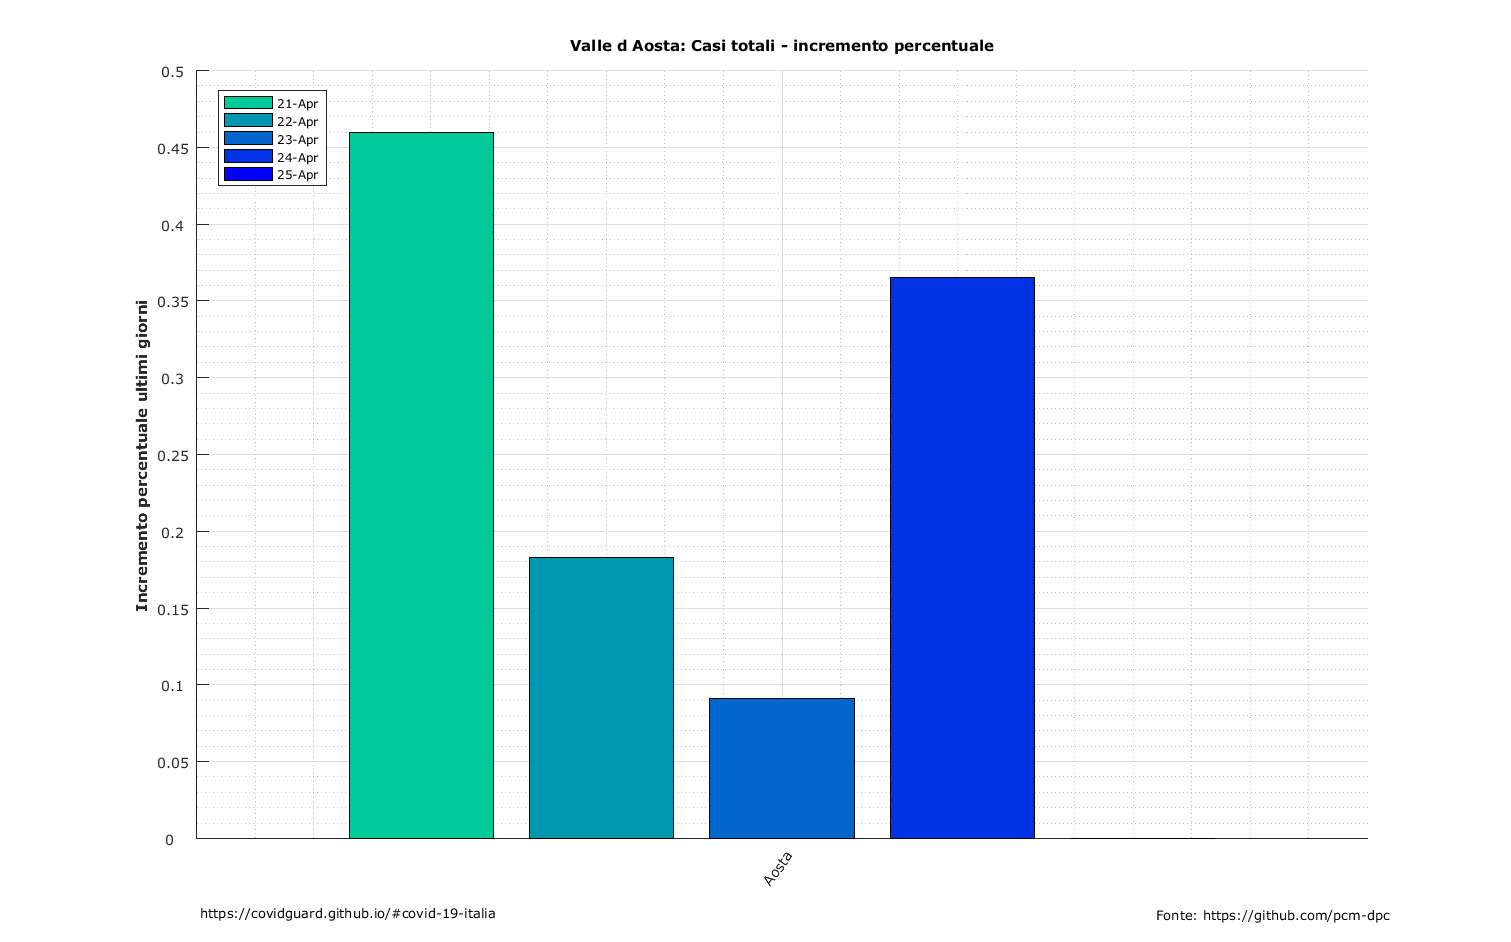 Valle d Aosta: Casi totali - incremento percentuale
0.5
0.45
0.4
0.35
0.3
0.25
0.2
0.15
0.1
0.05
0
Incremento percentuale ultimi giorni
21-Apr
22-Apr
23-Apr
24-Apr
25-Apr
Aosta
https://covidguard.github.io/#covid-19-italia
Fonte: https://github.com/pcm-dpc